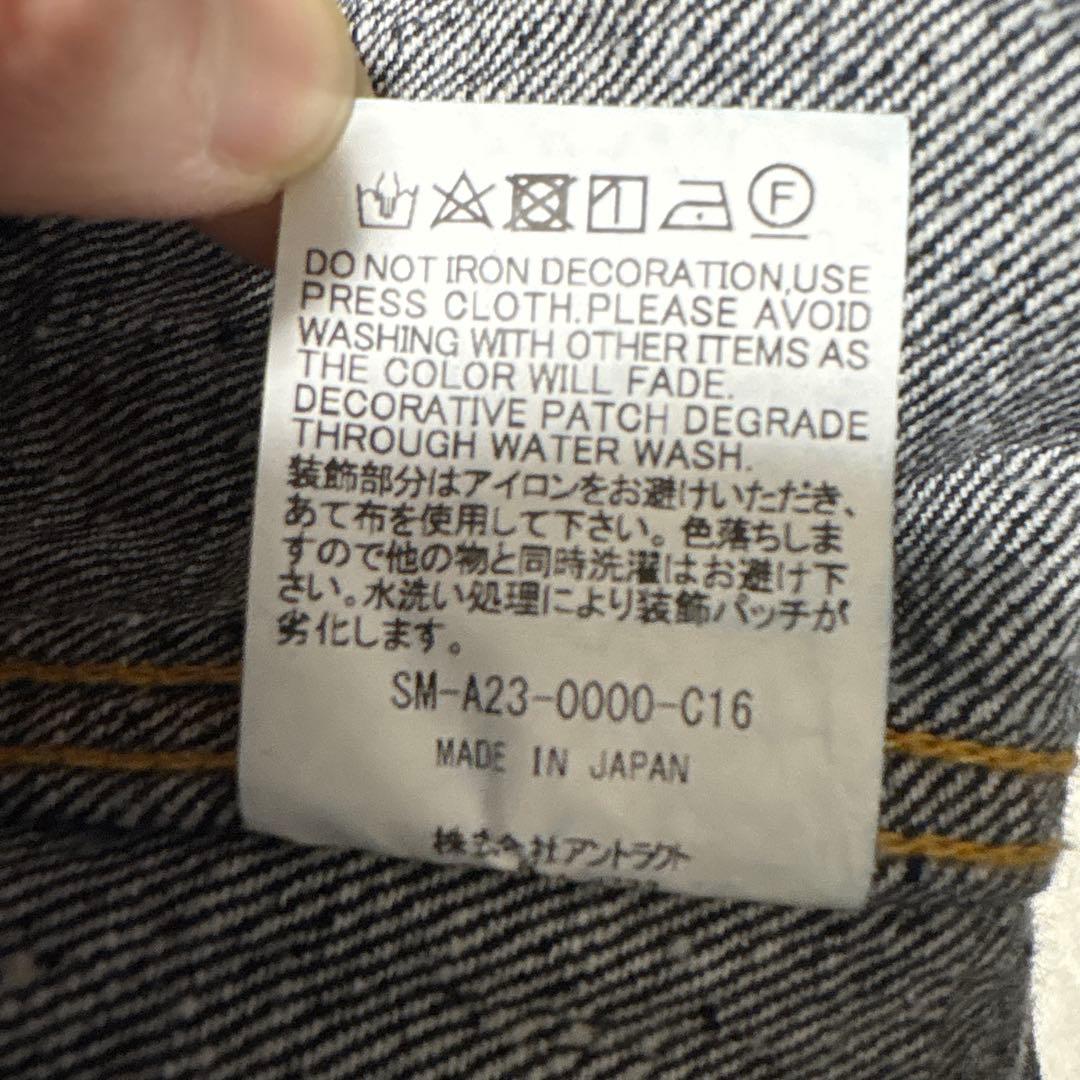 F
DO NOT IRON DECORATION,USE
PRESS CLOTH.PLEASE AVOID
WASHING WITH OTHER ITEMS AS
THE COLOR WILL FADE.
DECORATIVE PATCH DEGRADE
THROUGH WATER WASH.
装飾部分はアイロンをお避けいただき、
あて布を使用して下さい。色落ちしま
すので他の物と同時洗濯はお避け下
さい。水洗い処理により装飾パッチが
劣化します。
SM-A23-0000-C16
MADE IN JAPAN
株式会社アントラクト